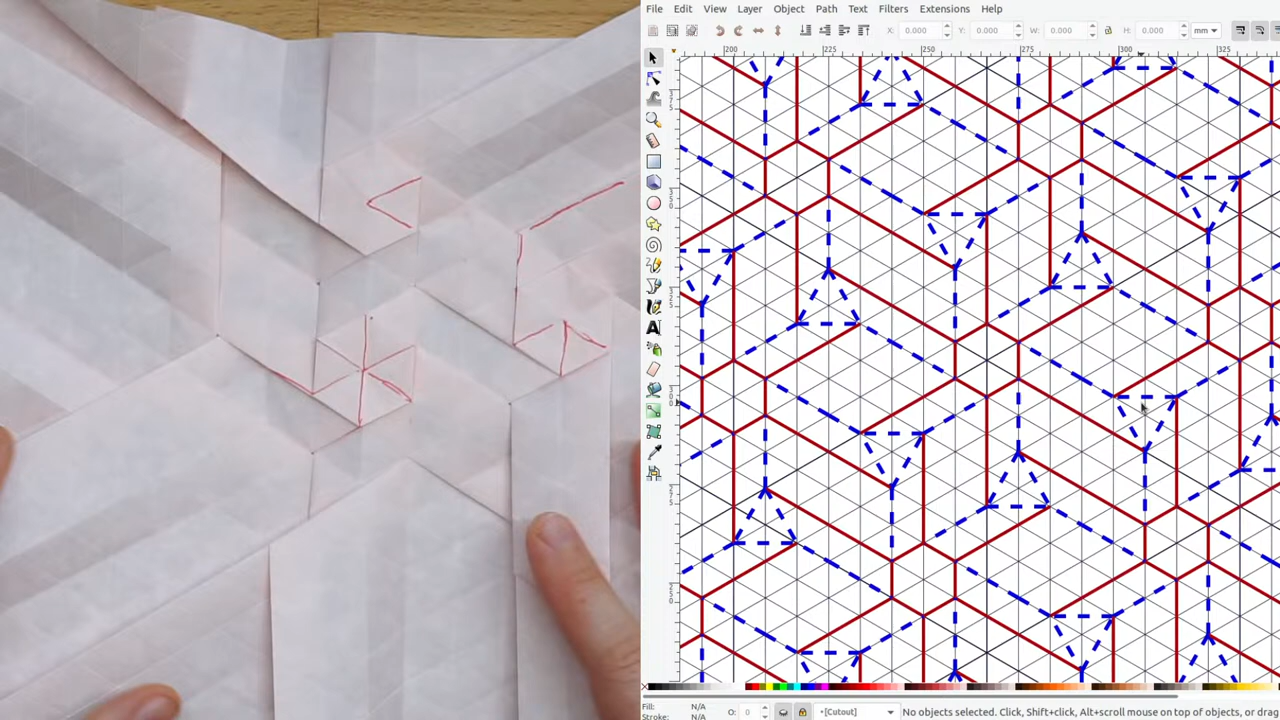 File Edit View Layer Object Path Text Filters Extensions Help
X: 0.000 Y: 0.000 W: 0.000 H: 0.000 mm
200 225 250 275 300 325
Fill: N/A
Stroke: N/A
O: 0
•[Cutout]
No objects selected. Click, Shift+click, Alt+scroll mouse on top of objects, or drag